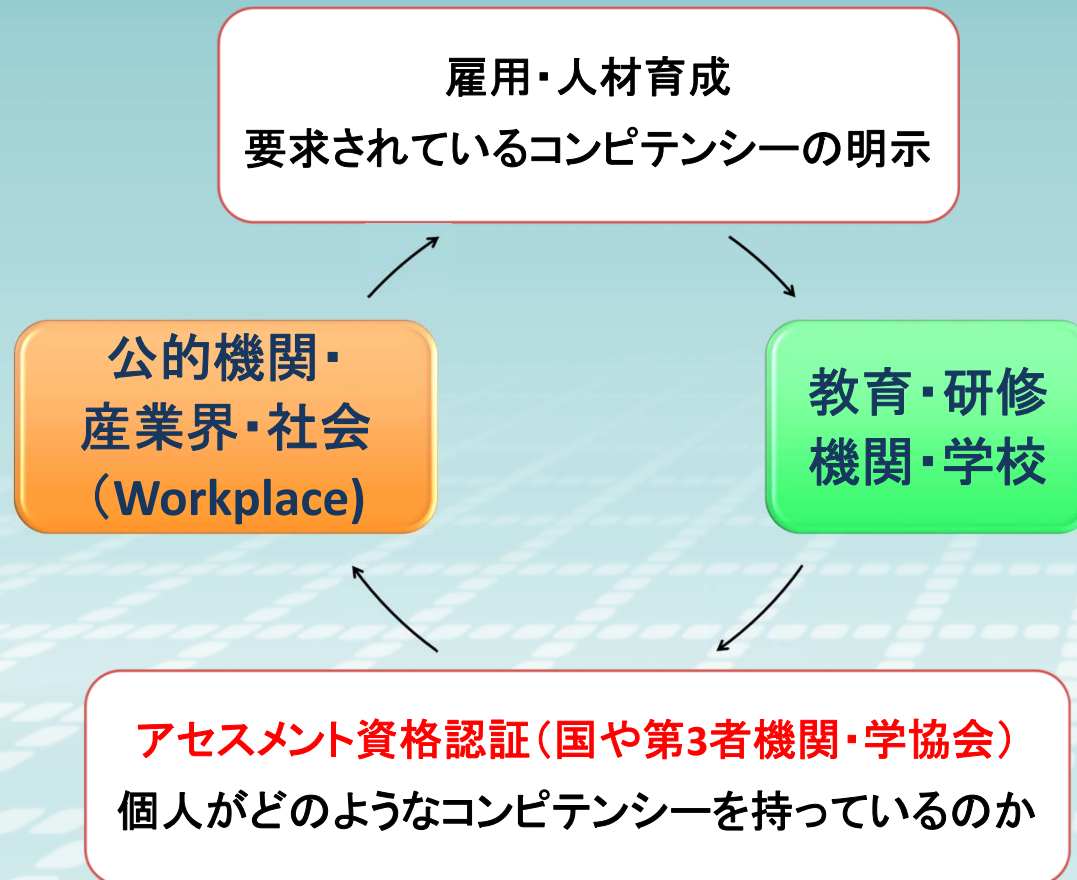 雇用・人材育成
要求されているコンピテンシーの明示
公的機関・
産業界・社会
（Workplace)
教育・研修
機関・学校
アセスメント資格認証（国や第3者機関・学協会）
個人がどのようなコンピテンシーを持っているのか